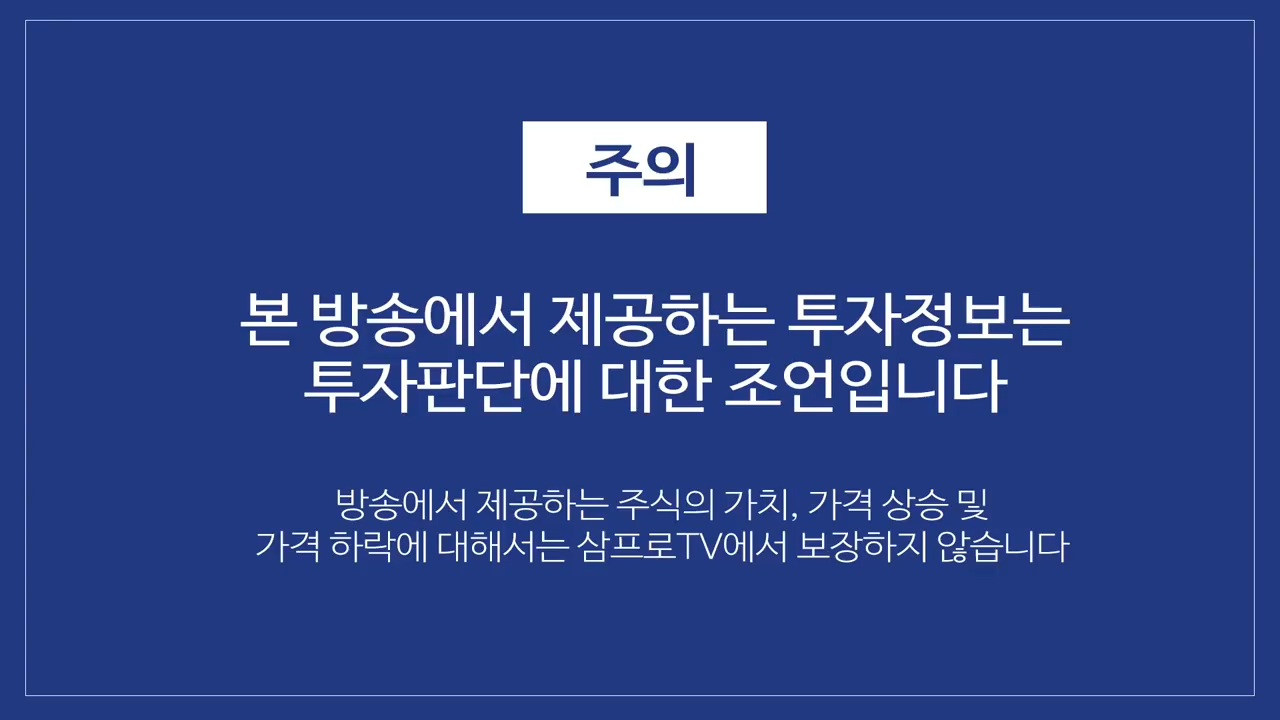 주의
본 방송에서 제공하는 투자정보는
투자판단에 대한 조언입니다
방송에서 제공하는 주식의 가치, 가격 상승 및
가격 하락에 대해서는 삼프로TV에서 보장하지 않습니다